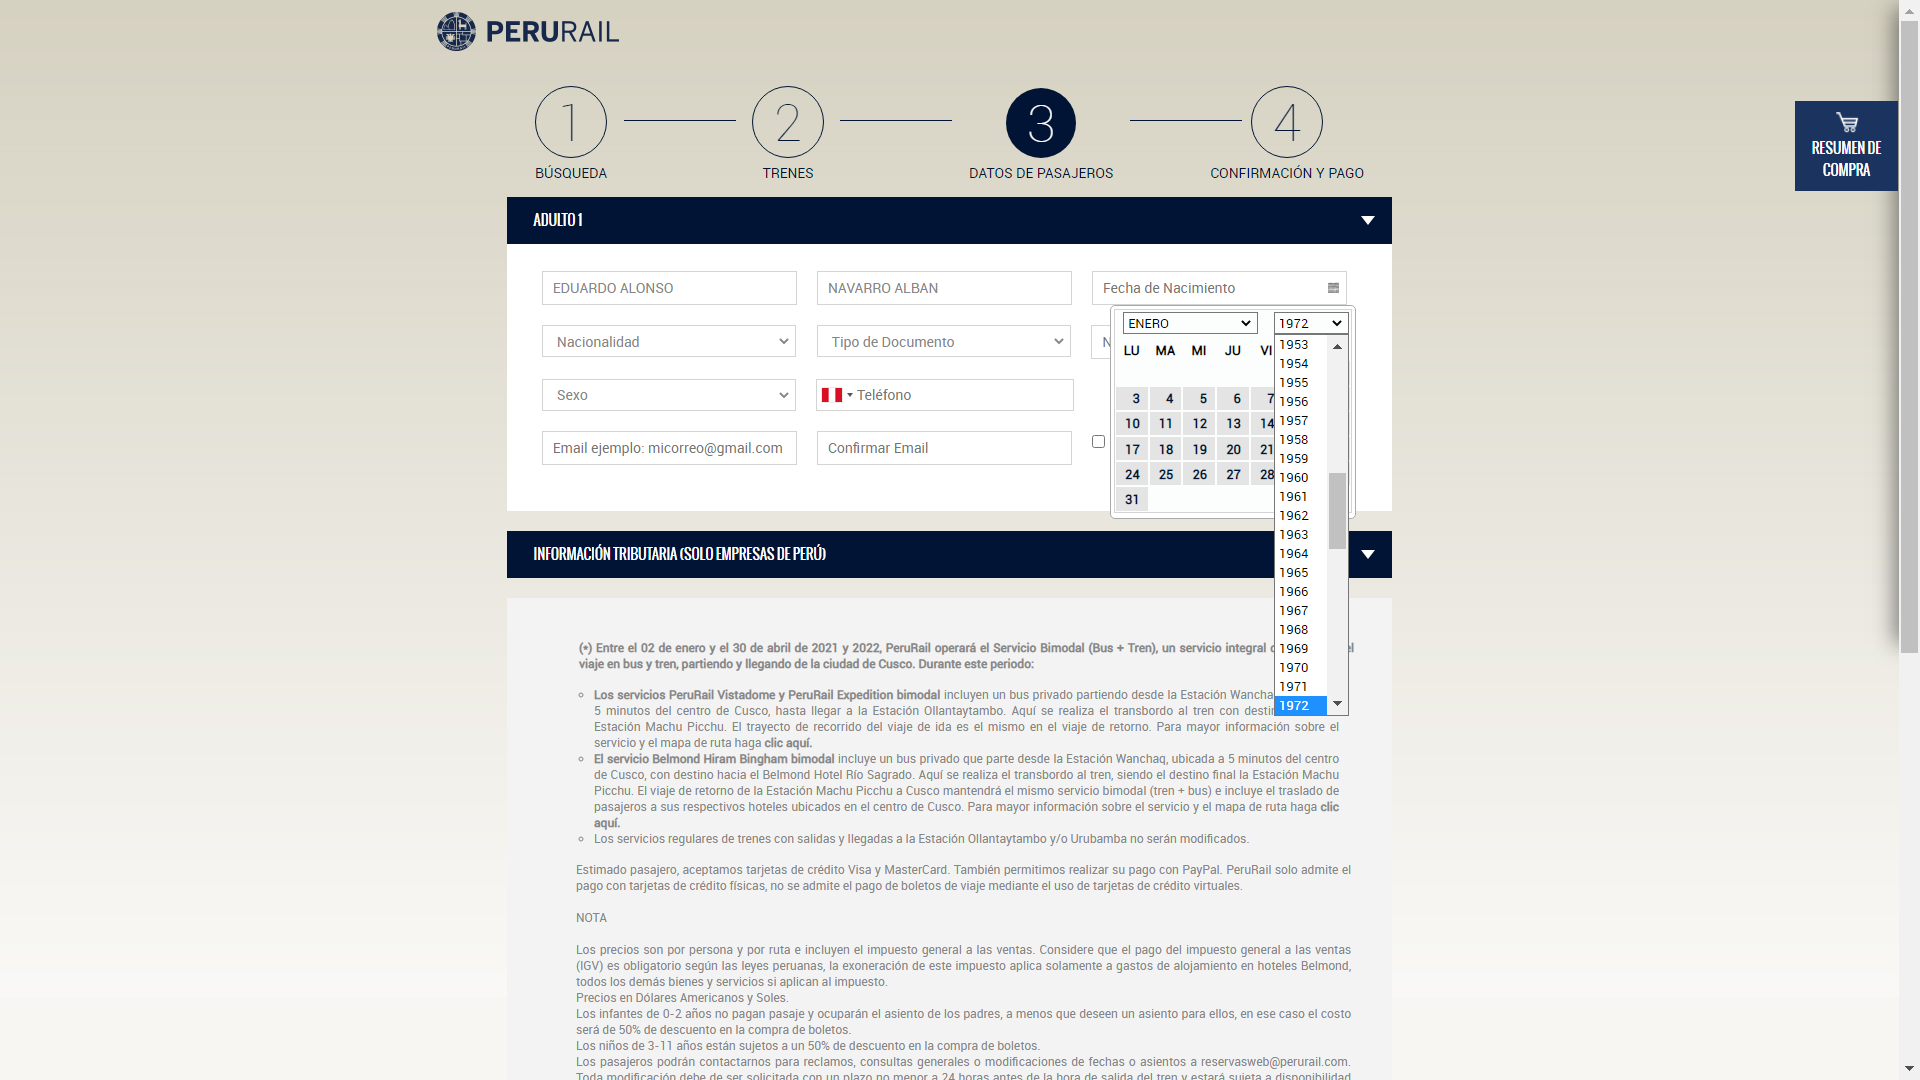 PERURAIL
1
2
3
4
BÚSQUEDA
TRENES
DATOS DE PASAJEROS
CONFIRMACIÓN Y PAGO
RESUMEN DE
COMPRA
ADULTO 1
EDUARDO ALONSO
NAVARRO ALBAN
Fecha de Nacimiento
Nacionalidad
Tipo de Documento
N
Sexo
Teléfono
Email ejemplo: micorreo@gmail.com
Confirmar Email
ENERO
1972
LU MA MI JU VI
3 4 5 6 7
10 11 12 13 14
17 18 19 20 21
24 25 26 27 28
31
1953
1954
1955
1956
1957
1958
1959
1960
1961
1962
1963
1964
1965
1966
1967
1968
1969
1970
1971
1972
INFORMACIÓN TRIBUTARIA (SOLO EMPRESAS DE PERÚ)
(*) Entre el 02 de enero y el 30 de abril de 2021 y 2022, PeruRail operará el Servicio Bimodal (Bus + Tren), un servicio integral el
viaje en bus y tren, partiendo y llegando de la ciudad de Cusco. Durante este periodo:
Los servicios PeruRail Vistadome y PeruRail Expedition bimodal incluyen un bus privado partiendo desde la Estación Wancha
5 minutos del centro de Cusco, hasta llegar a la Estación Ollantaytambo. Aquí se realiza el transbordo al tren con destin
Estación Machu Picchu. El trayecto de recorrido del viaje de ida es el mismo en el viaje de retorno. Para mayor información sobre el
servicio y el mapa de ruta haga clic aquí.
El servicio Belmond Hiram Bingham bimodal incluye un bus privado que parte desde la Estación Wanchaq, ubicada a 5 minutos del centro
de Cusco, con destino hacia el Belmond Hotel Río Sagrado. Aquí se realiza el transbordo al tren, siendo el destino final la Estación Machu
Picchu. El viaje de retorno de la Estación Machu Picchu a Cusco mantendrá el mismo servicio bimodal (tren + bus) e incluye el traslado de
pasajeros a sus respectivos hoteles ubicados en el centro de Cusco. Para mayor información sobre el servicio y el mapa de ruta haga clic
aquí.
Los servicios regulares de trenes con salidas y llegadas a la Estación Ollantaytambo y/o Urubamba no serán modificados.
Estimado pasajero, aceptamos tarjetas de crédito Visa y MasterCard. También permitimos realizar su pago con PayPal. PeruRail solo admite el
pago con tarjetas de crédito físicas, no se admite el pago de boletos de viaje mediante el uso de tarjetas de crédito virtuales.
NOTA
Los precios son por persona y por ruta e incluyen el impuesto general a las ventas. Considere que el pago del impuesto general a las ventas
(IGV) es obligatorio según las leyes peruanas, la exoneración de este impuesto aplica solamente a gastos de alojamiento en hoteles Belmond,
todos los demás bienes y servicios si aplican al impuesto.
Precios en Dólares Americanos y Soles.
Los infantes de 0-2 años no pagan pasaje y ocuparán el asiento de los padres, a menos que deseen un asiento para ellos, en ese caso el costo
será de 50% de descuento en la compra de boletos.
Los niños de 3-11 años están sujetos a un 50% de descuento en la compra de boletos.
Los pasajeros podrán contactarnos para reclamos, consultas generales o modificaciones de fechas o asientos a reservasweb@perurail.com.
Toda modificación debe de ser solicitada con un plazo no menor a 24 horas antes de la hora de salida del tren y estará sujeta a disponibilidad